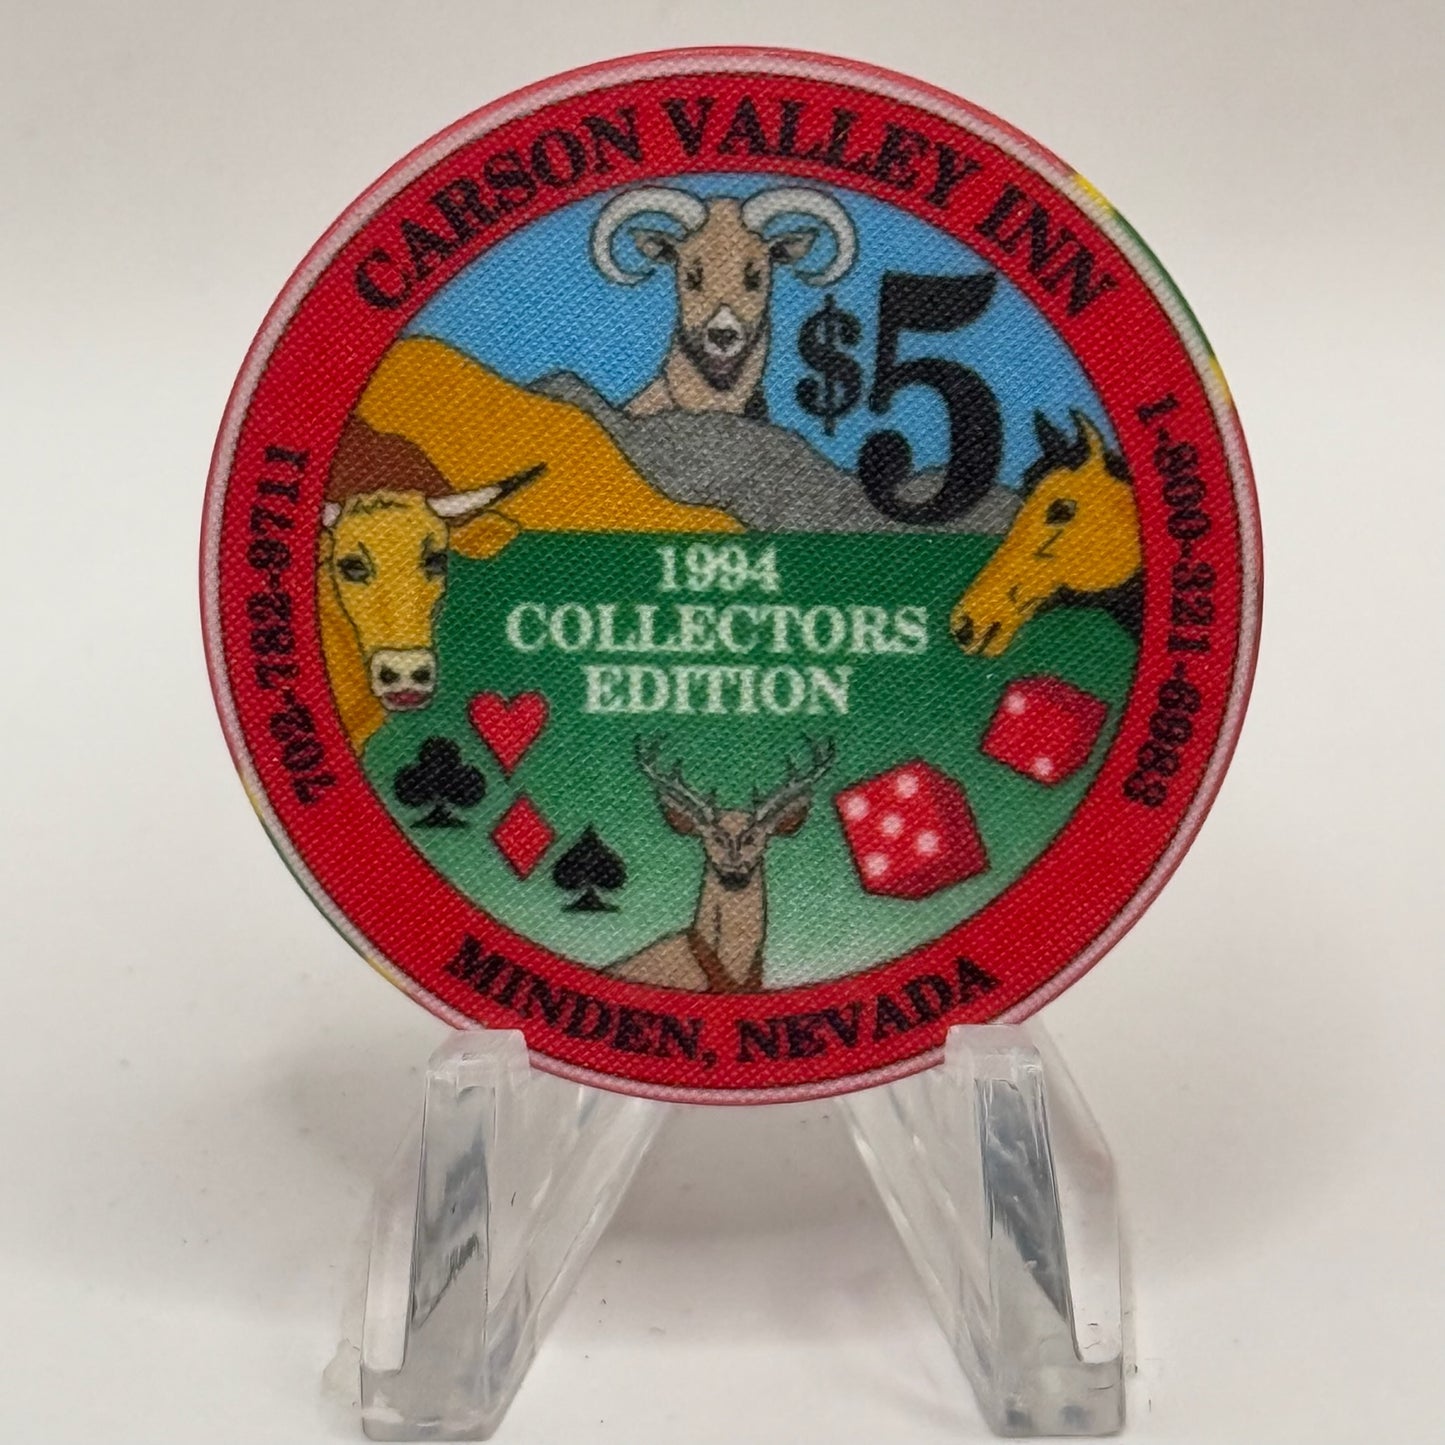 CARSON VALLEY INN
$5
702-782-9711
1-800-321-6983
1994
COLLECTORS
EDITION
MINDEN, NEVADA